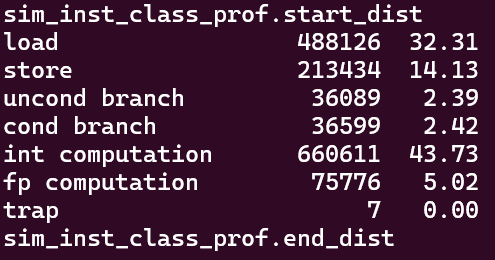 sim_inst_class_prof.start_dist
load                488126  32.31
store               213434  14.13
uncond branch        36089   2.39
cond branch          36599   2.42
int computation     660611  43.73
fp computation       75776   5.02
trap                     7   0.00
sim_inst_class_prof.end_dist